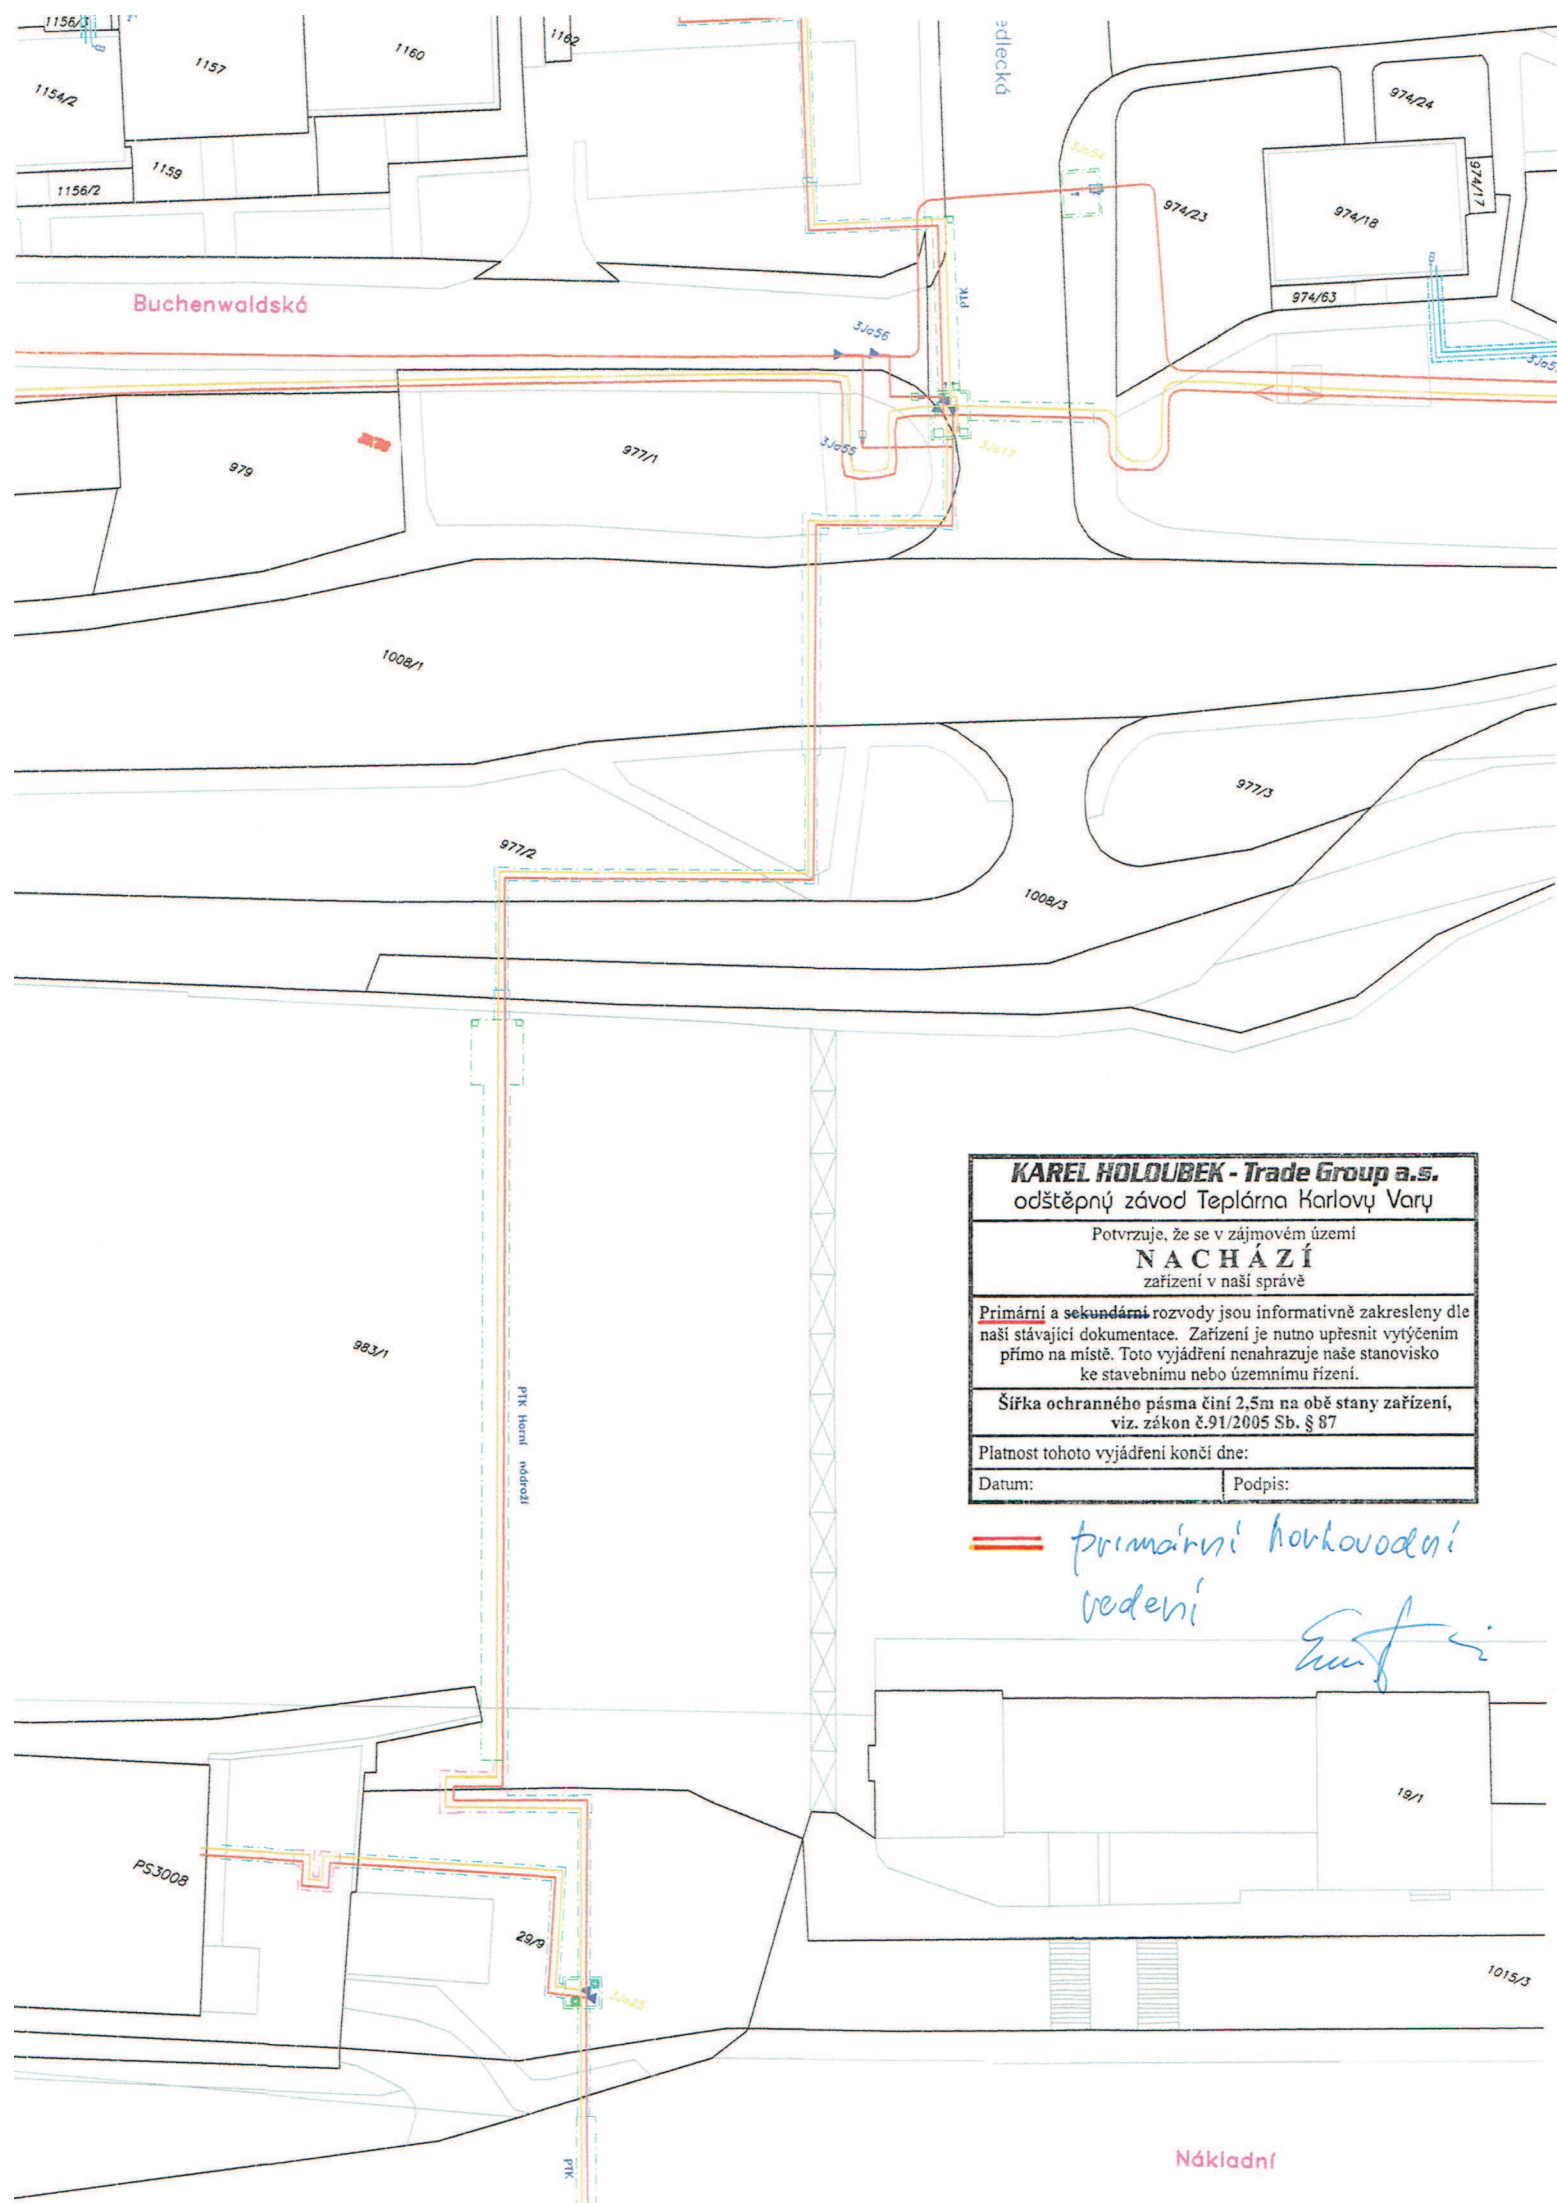 1156/3
1162
edlecká
1157
1160
1154/2
974/24
1159
1156/2
3Ja54
974/17
974/23
974/18
Buchenwaldská
PTK
974/63
3Ja56
979
977/1
3Ja55
3Ja17
1008/1
977/3
977/2
1008/3
KAREL HOLOUBEK - Trade Group a.s.
odštěpný závod Teplárna Karlovy Vary
Potvrzuje, že se v zájmovém území
NACHÁZÍ
zařízení v naší správě
Primární a sekundární rozvody jsou informativně zakresleny dle
naší stávající dokumentace. Zařízení je nutno upřesnit vytýčením
přímo na místě. Toto vyjádření nenahrazuje naše stanovisko
ke stavebnímu nebo územnímu řízení.
Šířka ochranného pásma činí 2,5m na obě stany zařízení,
viz. zákon č.91/2005 Sb. § 87
Platnost tohoto vyjádření končí dne:
Datum:
Podpis:
983/1
PTK Horní nádraží
primární horkovodní
vedení
19/1
PS3008
29/9
3Ja25
1015/3
PTK
Nákladní